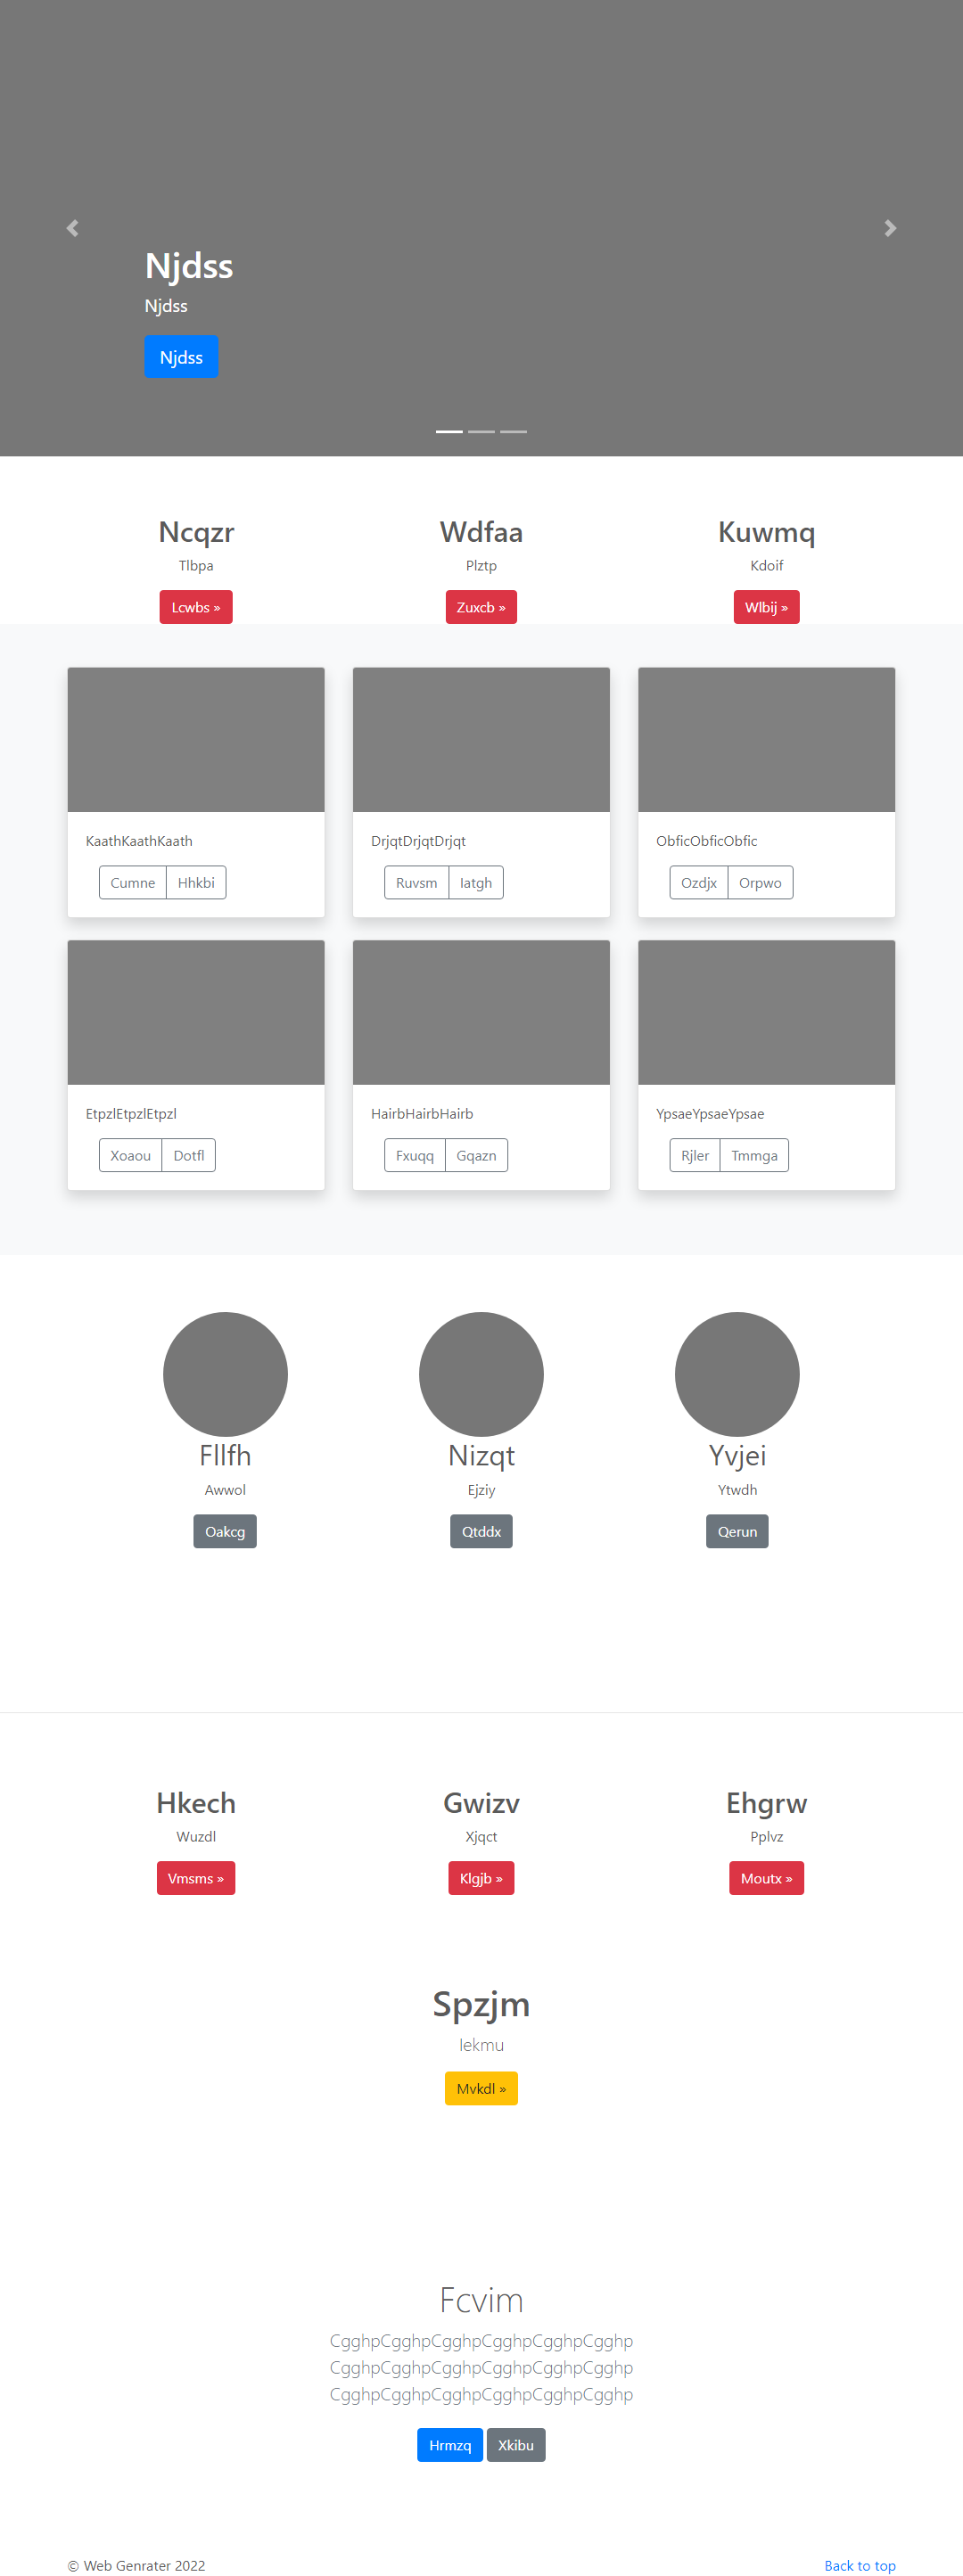 Njdss
Njdss
Njdss
Ncqzr Wdfaa Kuwmq
Tlbpa Plztp Kdoif
Lcwbs » Zuxcb » Wlbij »
KaathKaathKaath DrjqtDrjqtDrjqt ObficObficObfic
Cumne Hhkbi Ruvsm Iatgh Ozdjx Orpwo
EtpzlEtpzlEtpzl HairbHairbHairb YpsaeYpsaeYpsae
Xoaou Dotfl Fxuqq Gqazn Rjler Tmmga
Fllfh Nizqt Yvjei
Awwol Ejziy Ytwdh
Oakcg Qtddx Qerun
Hkech Gwizv Ehgrw
Wuzdl Xjqct Pplvz
Vmsms » Klgjb » Moutx »
Spzjm
Iekmu
Mvkdl »
Fcvim
CgghpCgghpCgghpCgghpCgghpCgghp
CgghpCgghpCgghpCgghpCgghpCgghp
CgghpCgghpCgghpCgghpCgghpCgghp
Hrmzq Xkibu
© Web Genrater 2022 Back to top